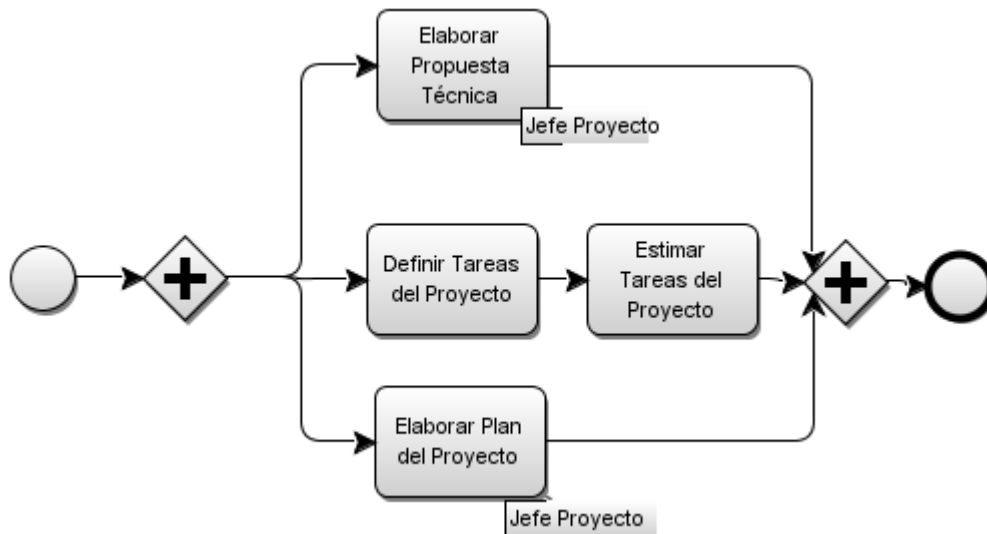 Elaborar
Propuesta
Técnica
Jefe Proyecto
Definir Tareas
del Proyecto
Estimar
Tareas del
Proyecto
Elaborar Plan
del Proyecto
Jefe Proyecto